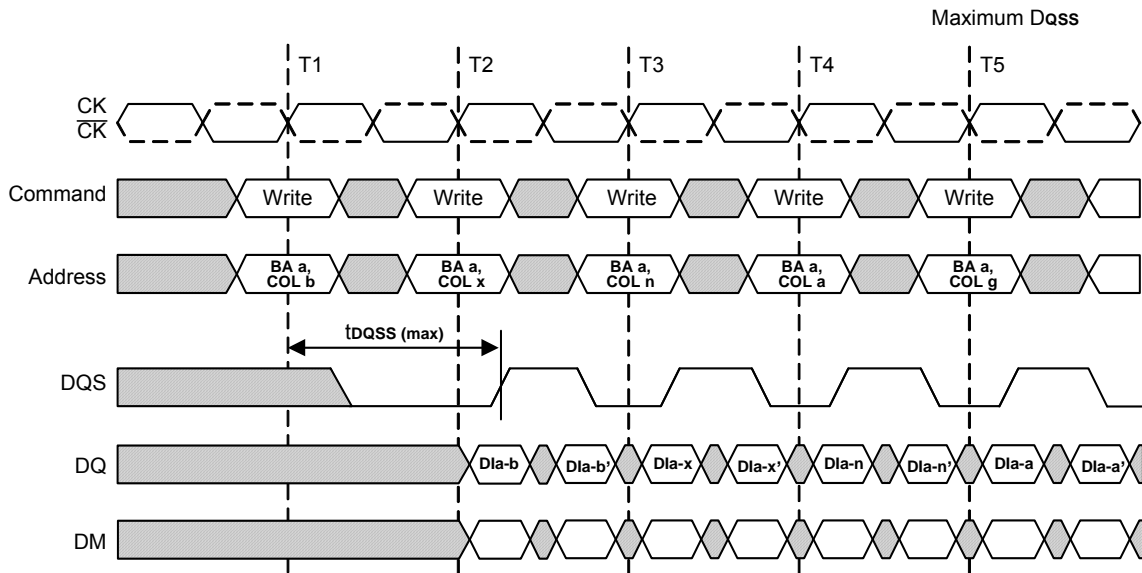 Maximum DQSS
T1 T2 T3 T4 T5
CK
CK
Command Write Write Write Write Write
Address BA a, COL b BA a, COL x BA a, COL n BA a, COL a BA a, COL g
tDQSS (max)
DQS
DQ DIa-b DIa-b’ DIa-x DIa-x’ DIa-n DIa-n’ DIa-a DIa-a’
DM